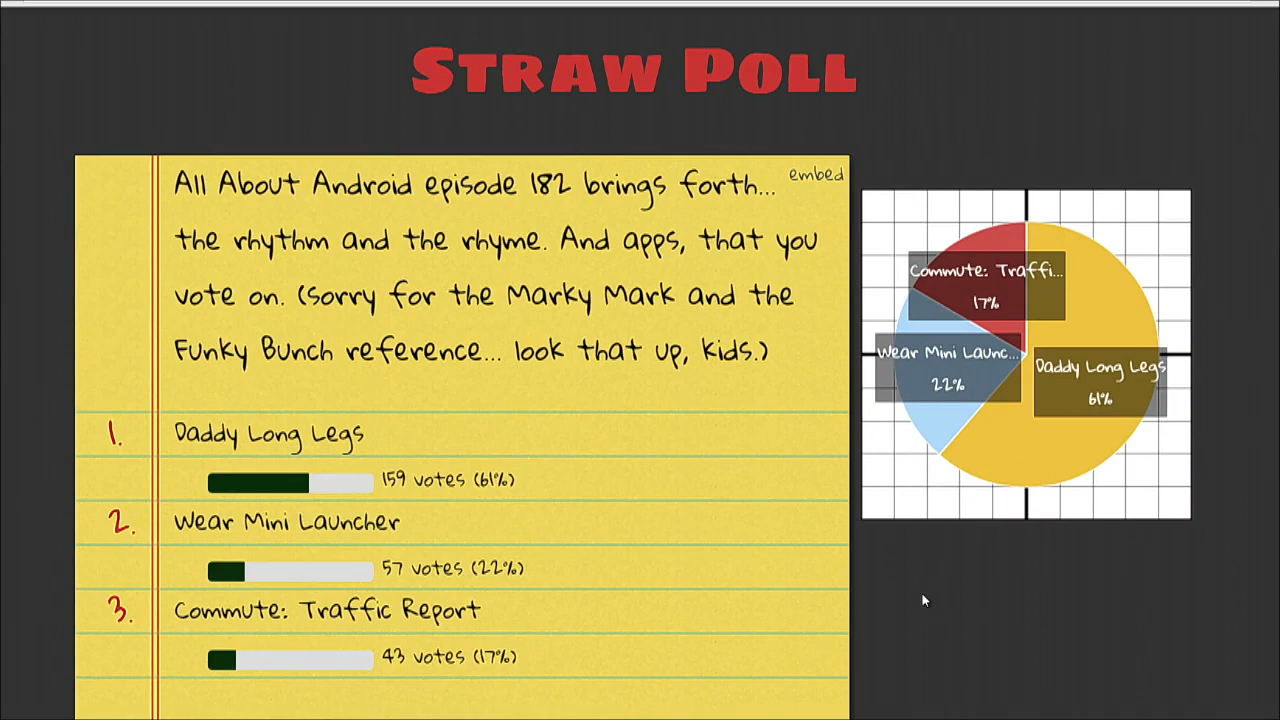 STRAW POLL
embed
All About Android episode 182 brings forth...
the rhythm and the rhyme. And apps, that you
vote on. (Sorry for the Marky Mark and the
Funky Bunch reference... look that up, kids.)
1. Daddy Long Legs
159 votes (61%)
2. Wear Mini Launcher
57 votes (22%)
3. Commute: Traffic Report
43 votes (17%)
Commute: Traffi...
17%
Wear Mini Launc...
22%
Daddy Long Legs
61%